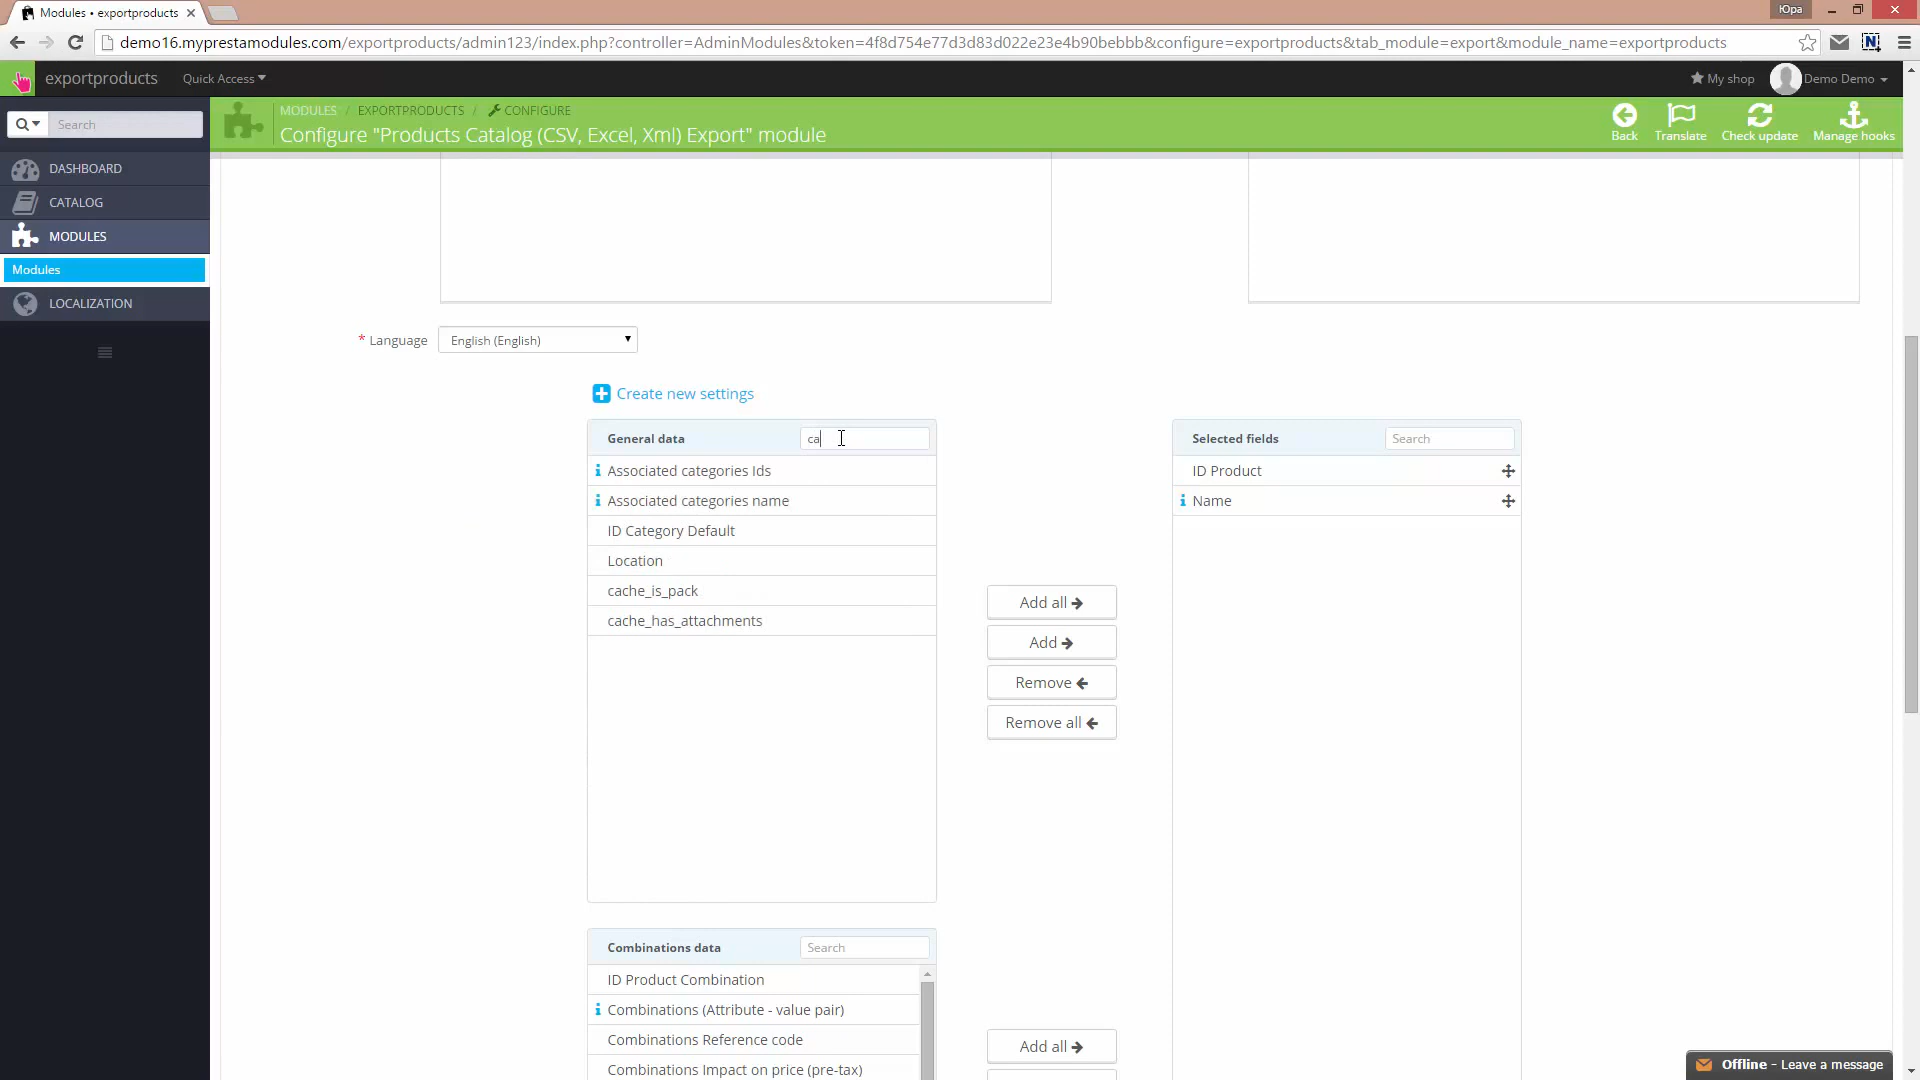 Modules • exportproducts
Юра
demo16.myprestamodules.com/exportproducts/admin123/index.php?controller=AdminModules&token=4f8d754e77d3d83d022e23e4b90bebbb&configure=exportproducts&tab_module=export&module_name=exportproducts
exportproducts
Quick Access
My shop
Demo Demo
Search
MODULES / EXPORTPRODUCTS / CONFIGURE
Configure "Products Catalog (CSV, Excel, Xml) Export" module
Back
Translate
Check update
Manage hooks
DASHBOARD
CATALOG
MODULES
Modules
LOCALIZATION
* Language
English (English)
Create new settings
General data
ca
Associated categories Ids
Associated categories name
ID Category Default
Location
cache_is_pack
cache_has_attachments
Add all
Add
Remove
Remove all
Selected fields
Search
ID Product
Name
Combinations data
Search
ID Product Combination
Combinations (Attribute - value pair)
Combinations Reference code
Combinations Impact on price (pre-tax)
Add all
Offline - Leave a message